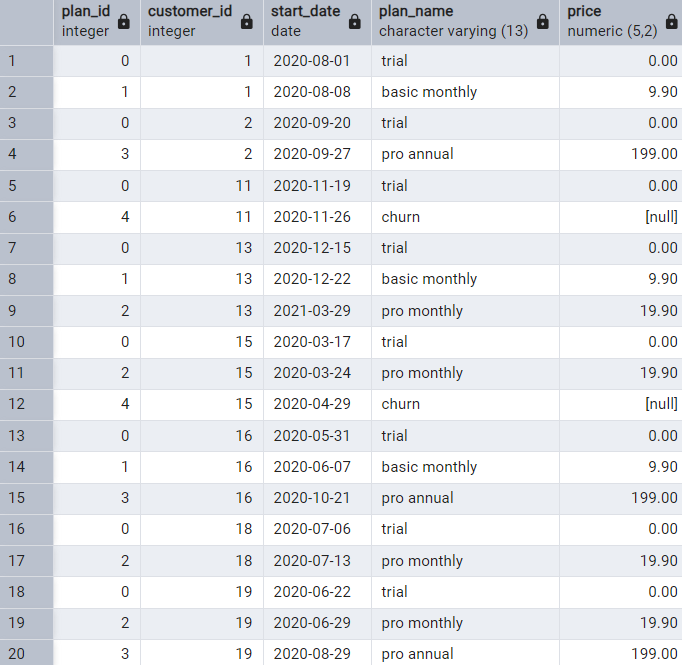 plan_id customer_id start_date plan_name price
integer integer date character varying (13) numeric (5,2)
1 0 1 2020-08-01 trial 0.00
2 1 1 2020-08-08 basic monthly 9.90
3 0 2 2020-09-20 trial 0.00
4 3 2 2020-09-27 pro annual 199.00
5 0 11 2020-11-19 trial 0.00
6 4 11 2020-11-26 churn [null]
7 0 13 2020-12-15 trial 0.00
8 1 13 2020-12-22 basic monthly 9.90
9 2 13 2021-03-29 pro monthly 19.90
10 0 15 2020-03-17 trial 0.00
11 2 15 2020-03-24 pro monthly 19.90
12 4 15 2020-04-29 churn [null]
13 0 16 2020-05-31 trial 0.00
14 1 16 2020-06-07 basic monthly 9.90
15 3 16 2020-10-21 pro annual 199.00
16 0 18 2020-07-06 trial 0.00
17 2 18 2020-07-13 pro monthly 19.90
18 0 19 2020-06-22 trial 0.00
19 2 19 2020-06-29 pro monthly 19.90
20 3 19 2020-08-29 pro annual 199.00